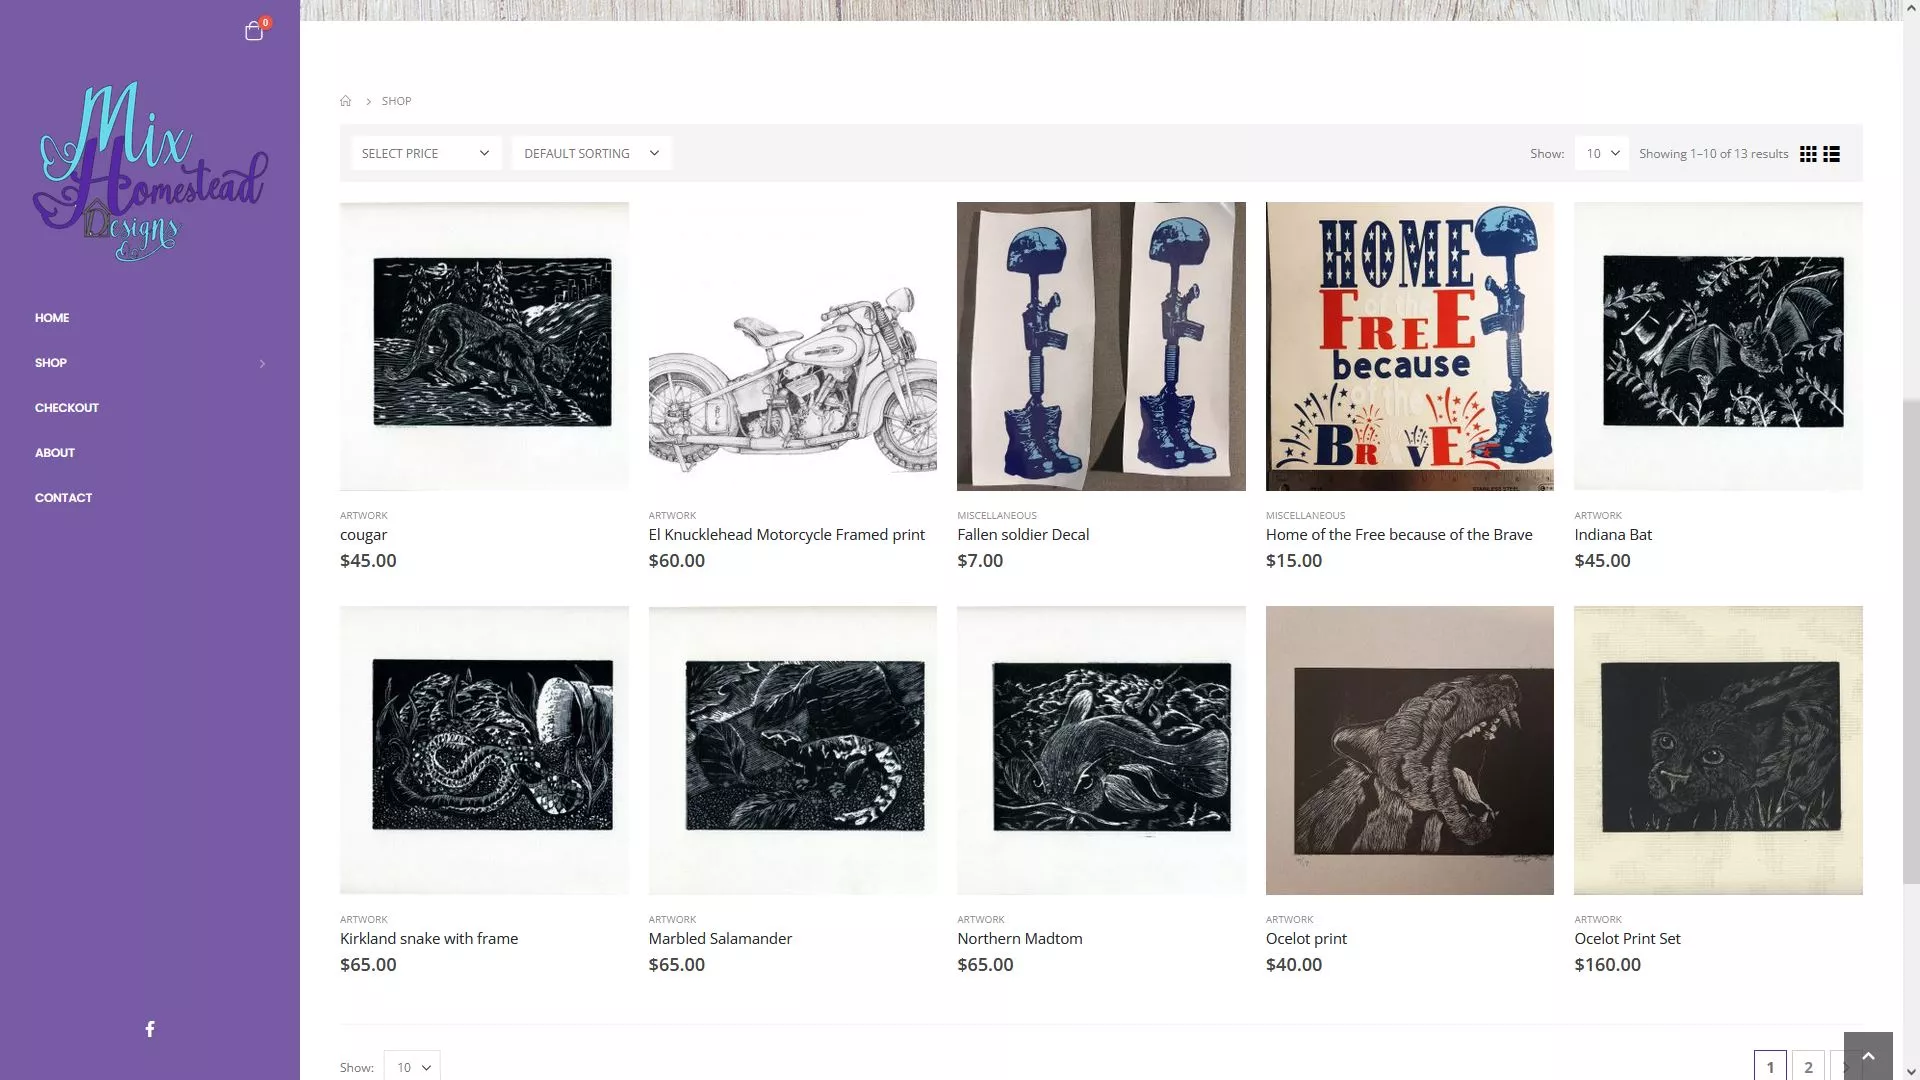 0
Mix
Homestead
Designs
HOME
SHOP
CHECKOUT
ABOUT
CONTACT
SHOP
SELECT PRICE
DEFAULT SORTING
Show:
10
Showing 1–10 of 13 results
HOME
of the
FREE
because
of the
BRAVE
STAINLESS STEEL
ARTWORK
cougar
$45.00
ARTWORK
El Knucklehead Motorcycle Framed print
$60.00
MISCELLANEOUS
Fallen soldier Decal
$7.00
MISCELLANEOUS
Home of the Free because of the Brave
$15.00
ARTWORK
Indiana Bat
$45.00
ARTWORK
Kirkland snake with frame
$65.00
ARTWORK
Marbled Salamander
$65.00
ARTWORK
Northern Madtom
$65.00
ARTWORK
Ocelot print
$40.00
ARTWORK
Ocelot Print Set
$160.00
Show:
10
1
2